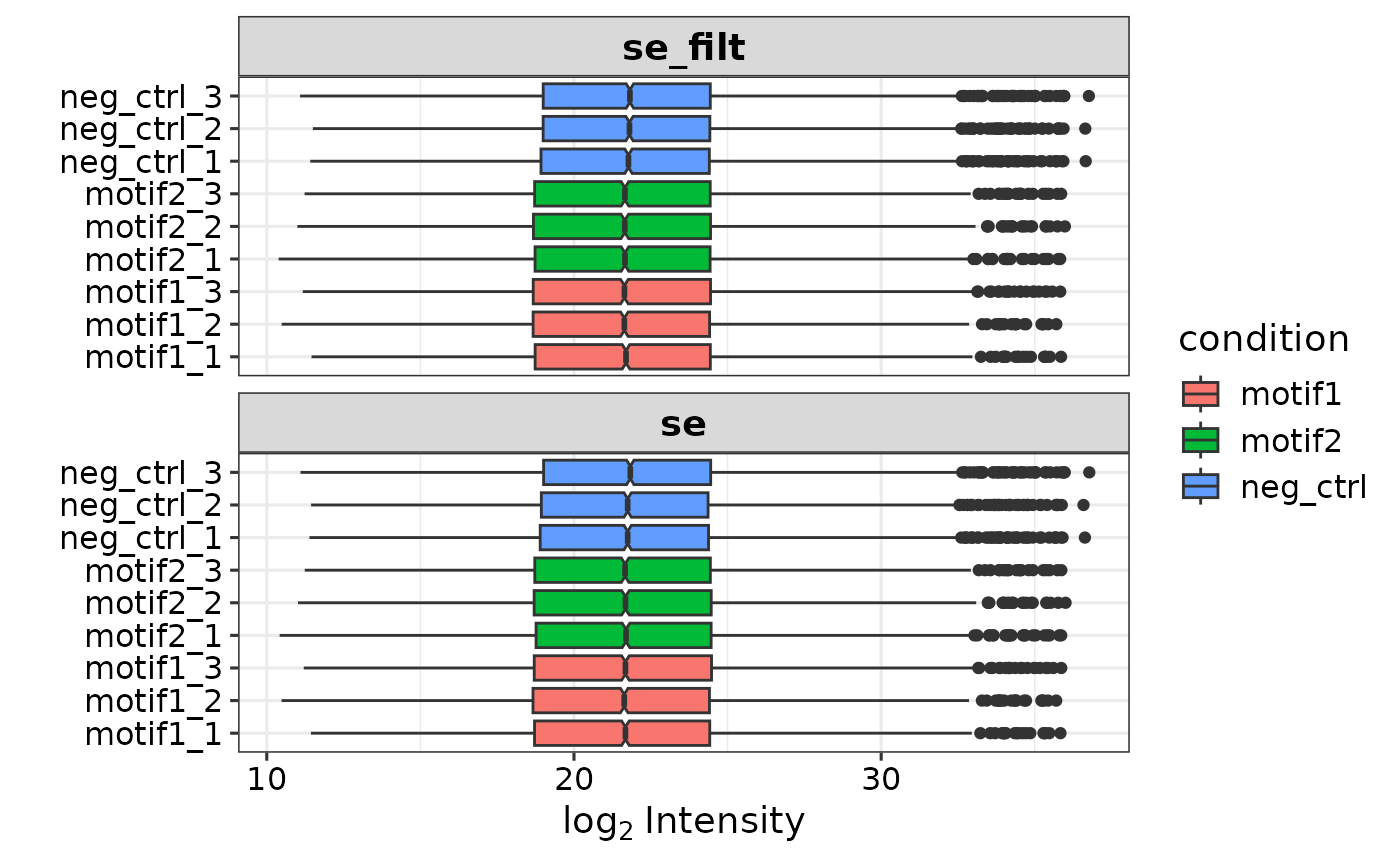 se_filt
neg_ctrl_3
neg_ctrl_2
neg_ctrl_1
motif2_3
motif2_2
motif2_1
motif1_3
motif1_2
motif1_1
se
neg_ctrl_3
neg_ctrl_2
neg_ctrl_1
motif2_3
motif2_2
motif2_1
motif1_3
motif1_2
motif1_1
10 20 30
log₂ Intensity
condition
motif1
motif2
neg_ctrl